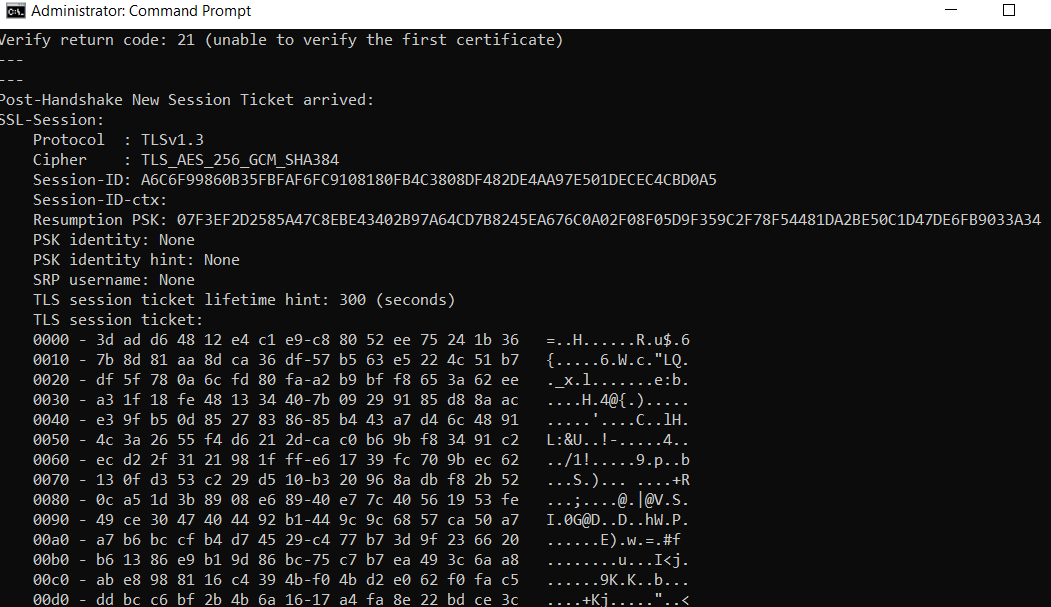 Administrator: Command Prompt
Verify return code: 21 (unable to verify the first certificate)
---
---
Post-Handshake New Session Ticket arrived:
SSL-Session:
    Protocol  : TLSv1.3
    Cipher    : TLS_AES_256_GCM_SHA384
    Session-ID: A6C6F99860B35FBFAF6FC9108180FB4C3808DF482DE4AA97E501DECEC4CBD0A5
    Session-ID-ctx:
    Resumption PSK: 07F3EF2D2585A47C8EBE43402B97A64CD7B8245EA676C0A02F08F05D9F359C2F78F54481DA2BE50C1D47DE6FB9033A34
    PSK identity: None
    PSK identity hint: None
    SRP username: None
    TLS session ticket lifetime hint: 300 (seconds)
    TLS session ticket:
    0000 - 3d ad d6 48 12 e4 c1 e9-c8 80 52 ee 75 24 1b 36   =..H......R.u$.6
    0010 - 7b 8d 81 aa 8d ca 36 df-57 b5 63 e5 22 4c 51 b7   {.....6.W.c."LQ.
    0020 - df 5f 78 0a 6c fd 80 fa-a2 b9 bf f8 65 3a 62 ee   ._x.l.......e:b.
    0030 - a3 1f 18 fe 48 13 34 40-7b 09 29 91 85 d8 8a ac   ....H.4@{.).....
    0040 - e3 9f b5 0d 85 27 83 86-85 b4 43 a7 d4 6c 48 91   .....'....C..lH.
    0050 - 4c 3a 26 55 f4 d6 21 2d-ca c0 b6 9b f8 34 91 c2   L:&U..!-.....4..
    0060 - ec d2 2f 31 21 98 1f ff-e6 17 39 fc 70 9b ec 62   ../1!.....9.p..b
    0070 - 13 0f d3 53 c2 29 d5 10-b3 20 96 8a db f8 2b 52   ...S.)... ....+R
    0080 - 0c a5 1d 3b 89 08 e6 89-40 e7 7c 40 56 19 53 fe   ...;....@.|@V.S.
    0090 - 49 ce 30 47 40 44 92 b1-44 9c 9c 68 57 ca 50 a7   I.0G@D..D..hW.P.
    00a0 - a7 b6 bc cf b4 d7 45 29-c4 77 b7 3d 9f 23 66 20   ......E).w.=.#f
    00b0 - b6 13 86 e9 b1 9d 86 bc-75 c7 b7 ea 49 3c 6a a8   ........u...I<j.
    00c0 - ab e8 98 81 16 c4 39 4b-f0 4b d2 e0 62 f0 fa c5   ......9K.K..b...
    00d0 - dd bc c6 bf 2b 4b 6a 16-17 a4 fa 8e 22 bd ce 3c   ....+Kj....."..<